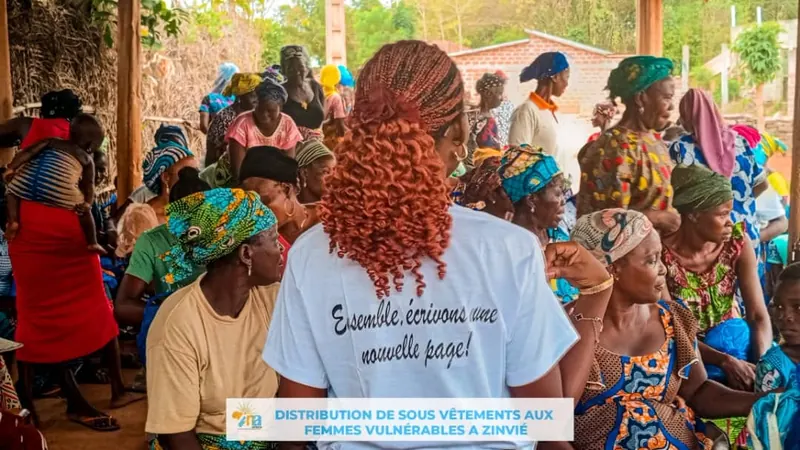 Ensemble, écrivons une
nouvelle page!
DISTRIBUTION DE SOUS VÊTEMENTS AUX
FEMMES VULNÉRABLES A ZINVIÉ